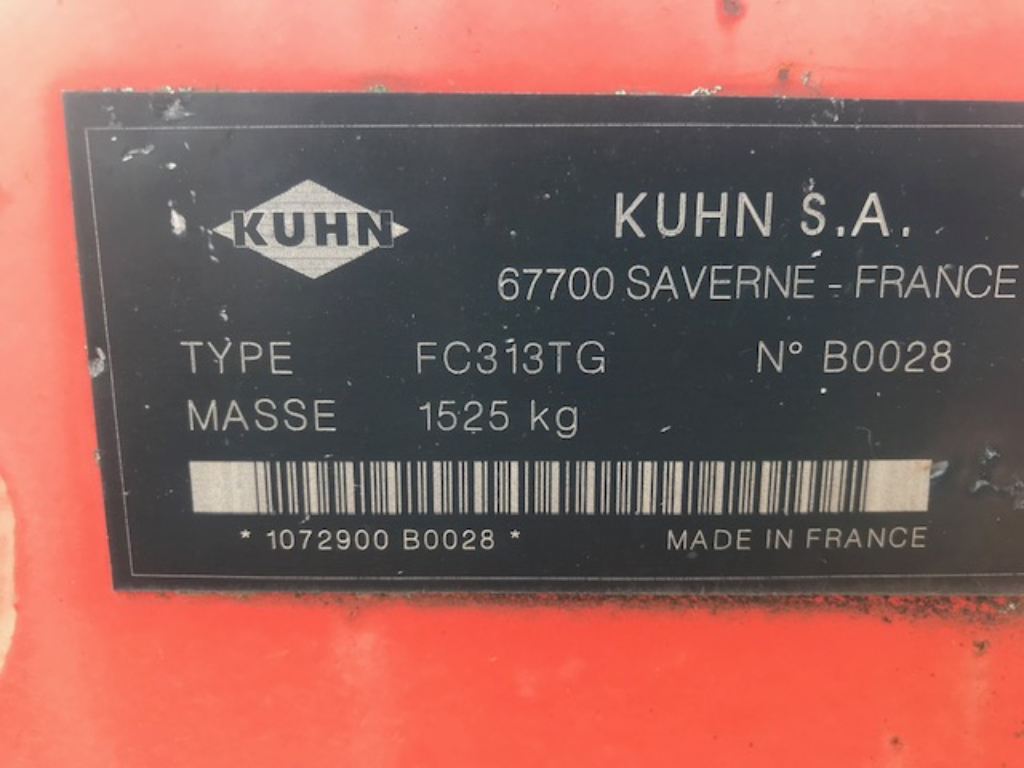 KUHN
KUHN S.A.
67700 SAVERNE - FRANCE
TYPE FC313TG N° B0028
MASSE 1525 kg
* 1072900 B0028 *
MADE IN FRANCE